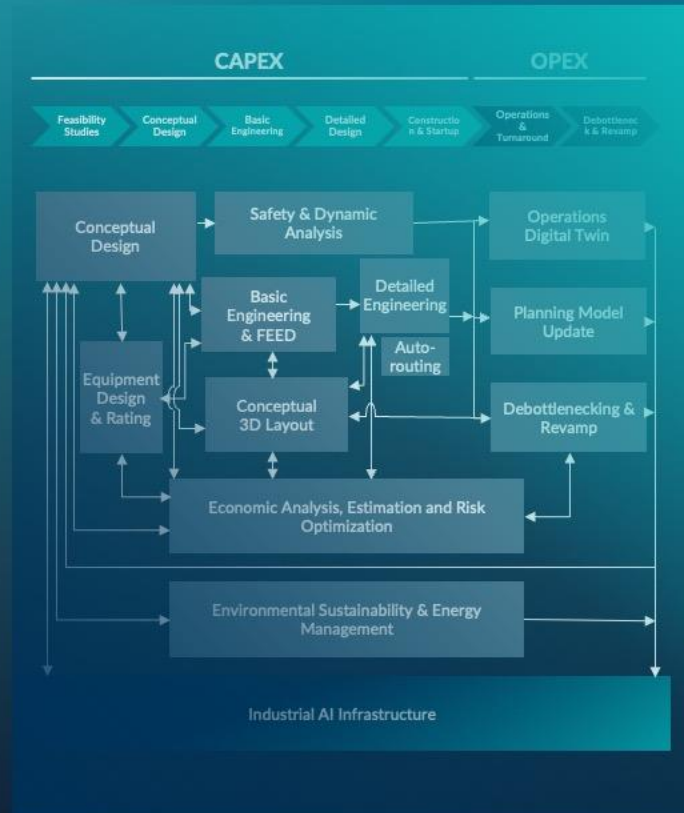 CAPEX
OPEX
Feasibility
Studies
Conceptual
Design
Basic
Engineering
Detailed
Design
Constructio
n & Startup
Operations
&
Turnaround
Debottlenec
k & Revamp
Conceptual
Design
Safety & Dynamic
Analysis
Operations
Digital Twin
Basic
Engineering
& FEED
Detailed
Engineering
Planning Model
Update
Auto-
routing
Equipment
Design
& Rating
Conceptual
3D Layout
Debottlenecking &
Revamp
Economic Analysis, Estimation and Risk
Optimization
Environmental Sustainability & Energy
Management
Industrial AI Infrastructure